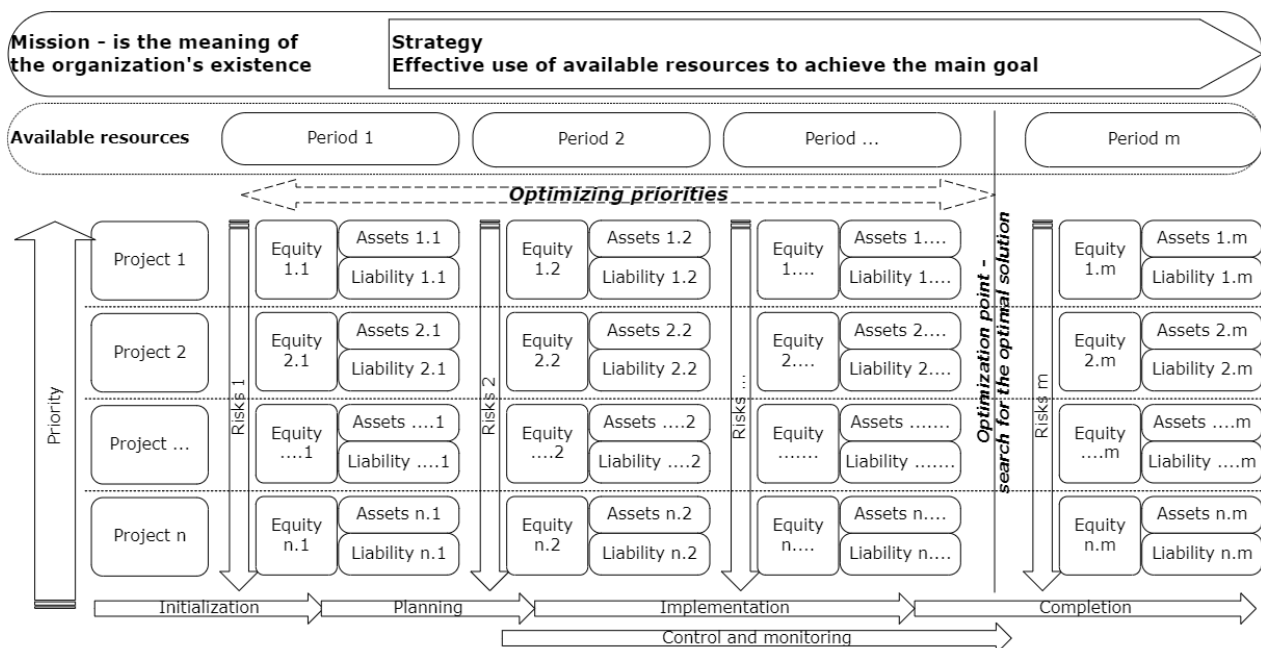 Mission - is the meaning of
the organization's existence
Strategy
Effective use of available resources to achieve the main goal
Available resources
Period 1
Period 2
Period ...
Period m
Optimizing priorities
Priority
Project 1
Risks 1
Equity
1.1
Assets 1.1
Liability 1.1
Risks 2
Equity
1.2
Assets 1.2
Liability 1.2
Risks ...
Equity
1....
Assets 1....
Liability 1....
Optimization point -
search for the optimal solution
Risks m
Equity
1.m
Assets 1.m
Liability 1.m
Project 2
Equity
2.1
Assets 2.1
Liability 2.1
Equity
2.2
Assets 2.2
Liability 2.2
Equity
2....
Assets 2....
Liability 2....
Equity
2.m
Assets 2.m
Liability 2.m
Project ...
Equity
....1
Assets ....1
Liability ....1
Equity
....2
Assets ....2
Liability ....2
Equity
.......
Assets .......
Liability .......
Equity
....m
Assets ....m
Liability ....m
Project n
Equity
n.1
Assets n.1
Liability n.1
Equity
n.2
Assets n.2
Liability n.2
Equity
n....
Assets n....
Liability n....
Equity
n.m
Assets n.m
Liability n.m
Initialization
Planning
Implementation
Completion
Control and monitoring